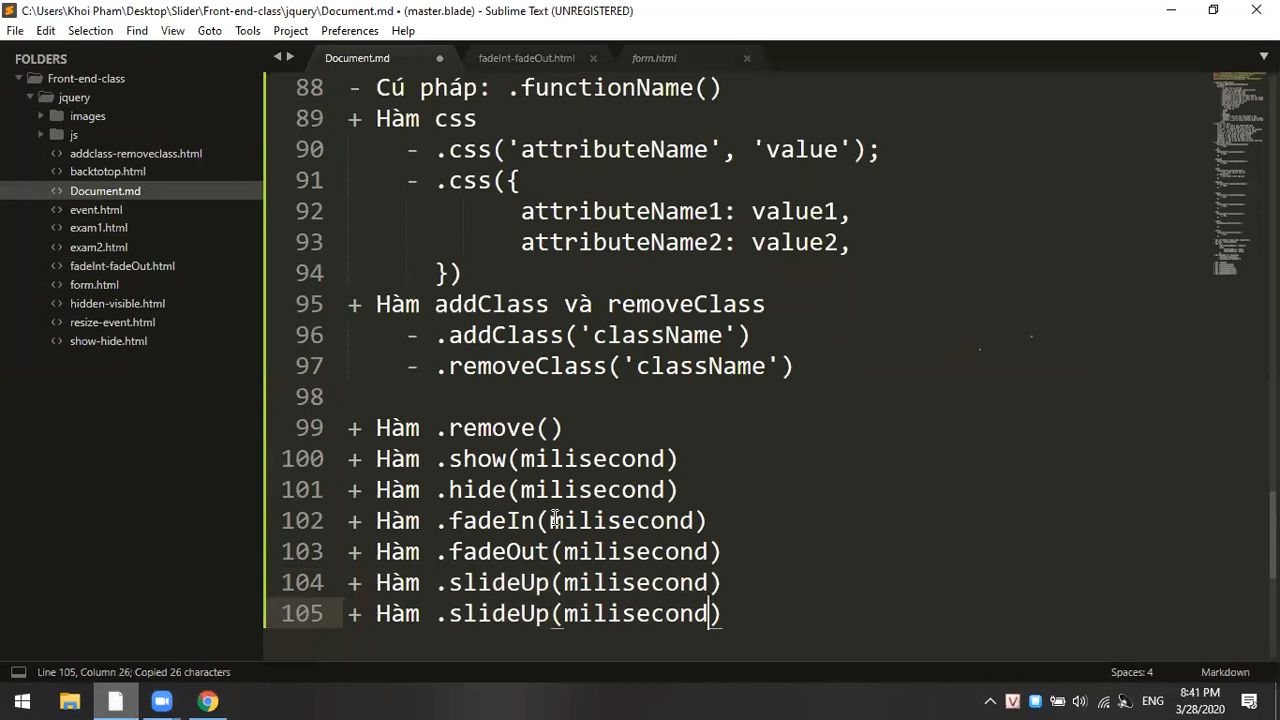 C:\Users\Khoi Pham\Desktop\Slider\Front-end-class\jquery\Document.md • (master.blade) - Sublime Text (UNREGISTERED)
File Edit Selection Find View Goto Tools Project Preferences Help
FOLDERS
Front-end-class
jquery
images
js
addclass-removeclass.html
backtotop.html
Document.md
event.html
exam1.html
exam2.html
fadeInt-fadeOut.html
form.html
hidden-visible.html
resize-event.html
show-hide.html
Document.md fadeInt-fadeOut.html form.html
88 - Cú pháp: .functionName()
89 + Hàm css
90 - .css('attributeName', 'value');
91 - .css({
92 attributeName1: value1,
93 attributeName2: value2,
94 })
95 + Hàm addClass và removeClass
96 - .addClass('className')
97 - .removeClass('className')
98
99 + Hàm .remove()
100 + Hàm .show(milisecond)
101 + Hàm .hide(milisecond)
102 + Hàm .fadeIn(milisecond)
103 + Hàm .fadeOut(milisecond)
104 + Hàm .slideUp(milisecond)
105 + Hàm .slideUp(milisecond)
Line 105, Column 26; Copied 26 characters Spaces: 4 Markdown
ENG
8:41 PM
3/28/2020